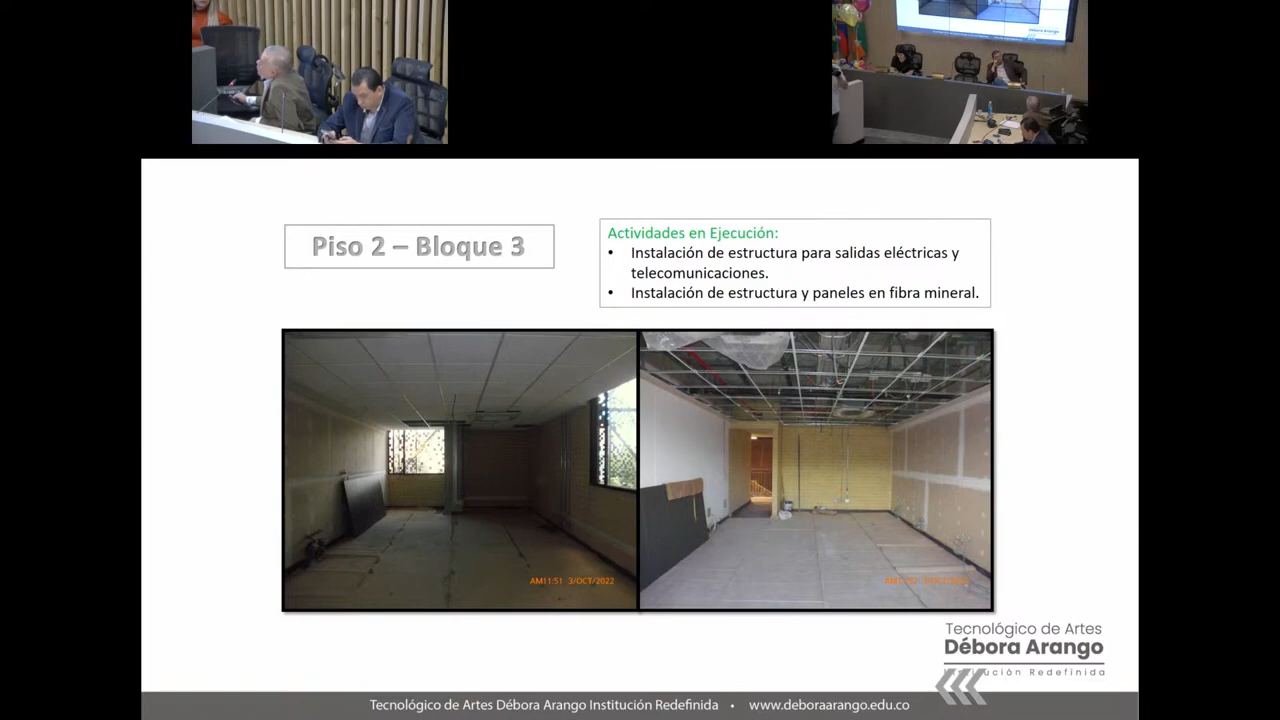 Piso 2 – Bloque 3
Actividades en Ejecución:
• Instalación de estructura para salidas eléctricas y
telecomunicaciones.
• Instalación de estructura y paneles en fibra mineral.
AM11:51 3/OCT/2022
Tecnológico de Artes
Débora Arango
Institución Redefinida
Tecnológico de Artes Débora Arango Institución Redefinida • www.deboraarango.edu.co